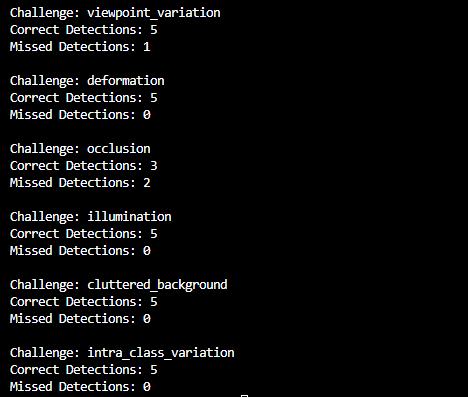 Challenge: viewpoint_variation
Correct Detections: 5
Missed Detections: 1
Challenge: deformation
Correct Detections: 5
Missed Detections: 0
Challenge: occlusion
Correct Detections: 3
Missed Detections: 2
Challenge: illumination
Correct Detections: 5
Missed Detections: 0
Challenge: cluttered_background
Correct Detections: 5
Missed Detections: 0
Challenge: intra_class_variation
Correct Detections: 5
Missed Detections: 0